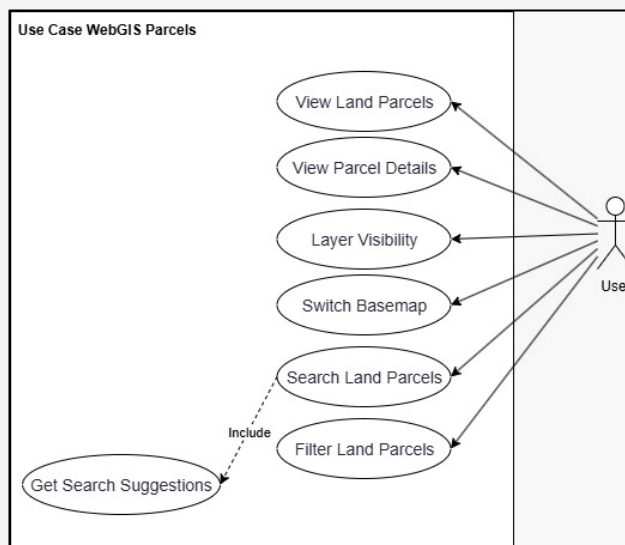 Use Case WebGIS Parcels
View Land Parcels
View Parcel Details
Layer Visibility
Use
Switch Basemap
Search Land Parcels
Include
Filter Land Parcels
Get Search Suggestions